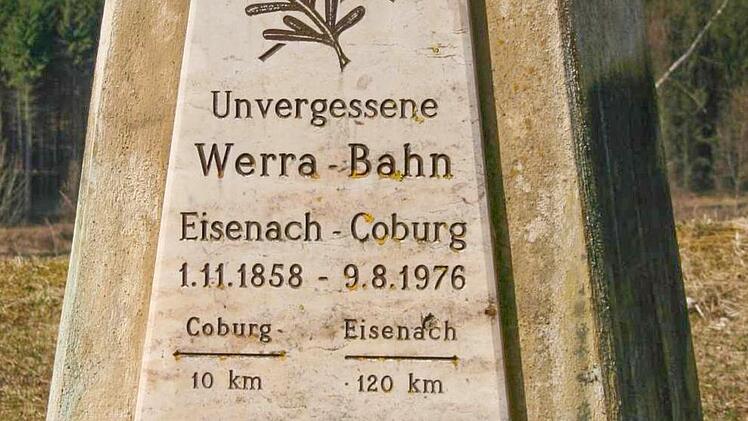 Unvergessene
Werra - Bahn
Eisenach - Coburg
1.11.1858 - 9.8.1976
Coburg Eisenach
10 km 120 km